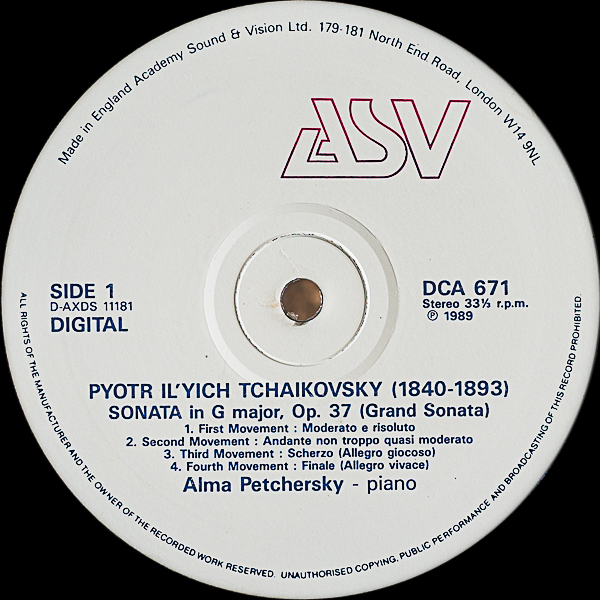 Made in England Academy Sound & Vision Ltd. 179-181 North End Road, London W14 9NL
ASV
SIDE 1
D-AXDS 11181
DIGITAL
DCA 671
Stereo 33⅓ r.p.m.
℗ 1989
PYOTR IL'YICH TCHAIKOVSKY (1840-1893)
SONATA in G major, Op. 37 (Grand Sonata)
1. First Movement : Moderato e risoluto
2. Second Movement : Andante non troppo quasi moderato
3. Third Movement : Scherzo (Allegro giocoso)
4. Fourth Movement : Finale (Allegro vivace)
Alma Petchersky - piano
ALL RIGHTS OF THE MANUFACTURER AND THE OWNER OF THE RECORDED WORK RESERVED. UNAUTHORISED COPYING, PUBLIC PERFORMANCE AND BROADCASTING OF THIS RECORD PROHIBITED.